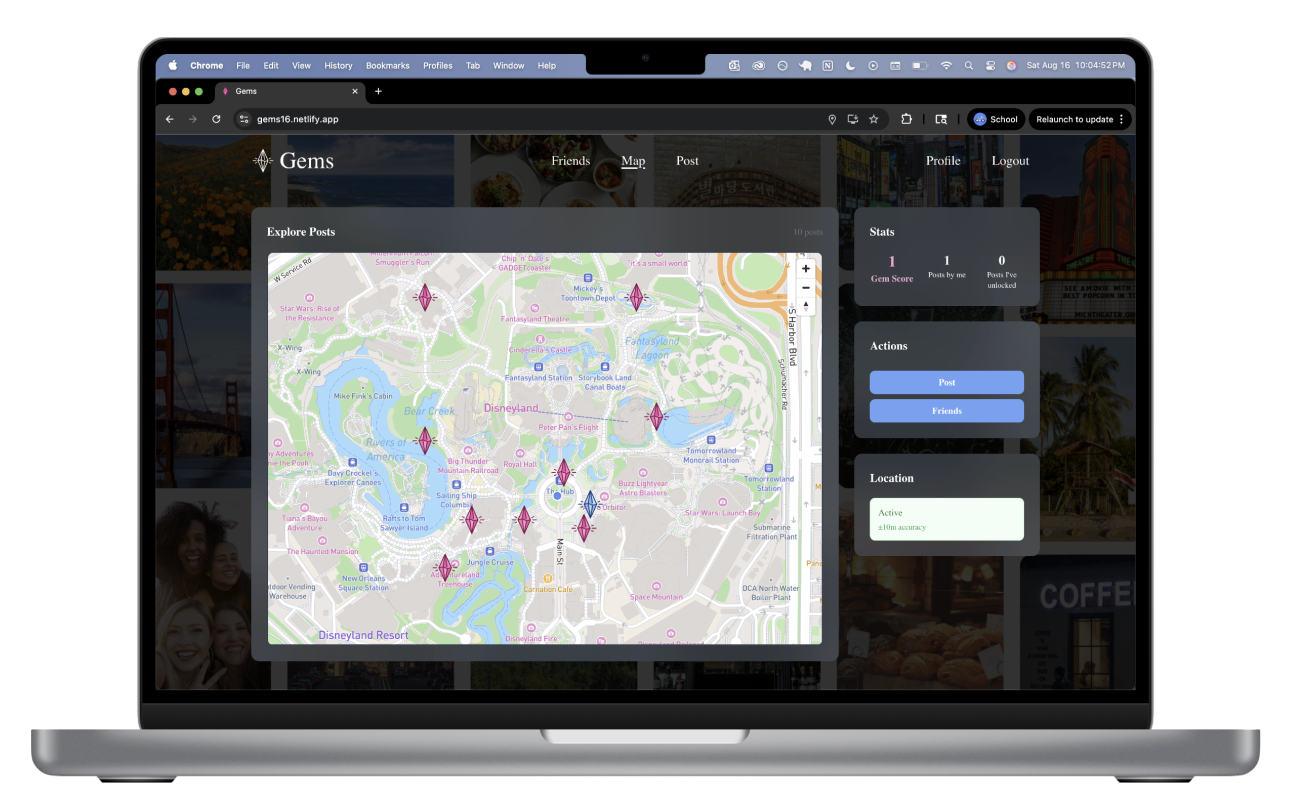 Chrome File Edit View History Bookmarks Profiles Tab Window Help
Sat Aug 16 10:04:52 PM
Gems
gems16.netlify.app
School
Relaunch to update
Gems
Friends
Map
Post
Profile
Logout
Explore Posts
10 posts
W Service Rd
Smuggler's Run
Chip 'n' Dale's
GADGETcoaster
"it's a small world"
Mickey's
Toontown Depot
Star Wars: Rise of
the Resistance
Fantasyland Theatre
S Harbor Blvd
X-Wing
Cinderella's Castle
Fantasyland
Lagoon
X-Wing
Fantasyland Station
Storybook Land
Canal Boats
Schumacher Rd
Mike Fink's Cabin
Bear Creek
Disneyland
Peter Pan's Flight
Rivers of
America
Tomorrowland
Monorail Station
Big Thunder
Mountain Railroad
Royal Hall
Davy Crockett's
Explorer Canoes
Buzz Lightyear
Astro Blasters
Tomorrowland
Station
Sailing Ship
Columbia
The Hub
Orbitor
Star Wars: Launch Bay
Tiana's Bayou
Adventure
Rafts to Tom
Sawyer Island
Submarine
Filtration Plant
The Haunted Mansion
Main St
Jungle Cruise
Adventureland
Treehouse
New Orleans
Square Station
Carnation Cafe
Space Mountain
DCA North Water
Boiler Plant
Warehouse
Disneyland Resort
Disneyland Fire
Stats
1
Gem Score
1
Posts by me
0
Posts I've
unlocked
Actions
Post
Friends
Location
Active
±10m accuracy
COFFE